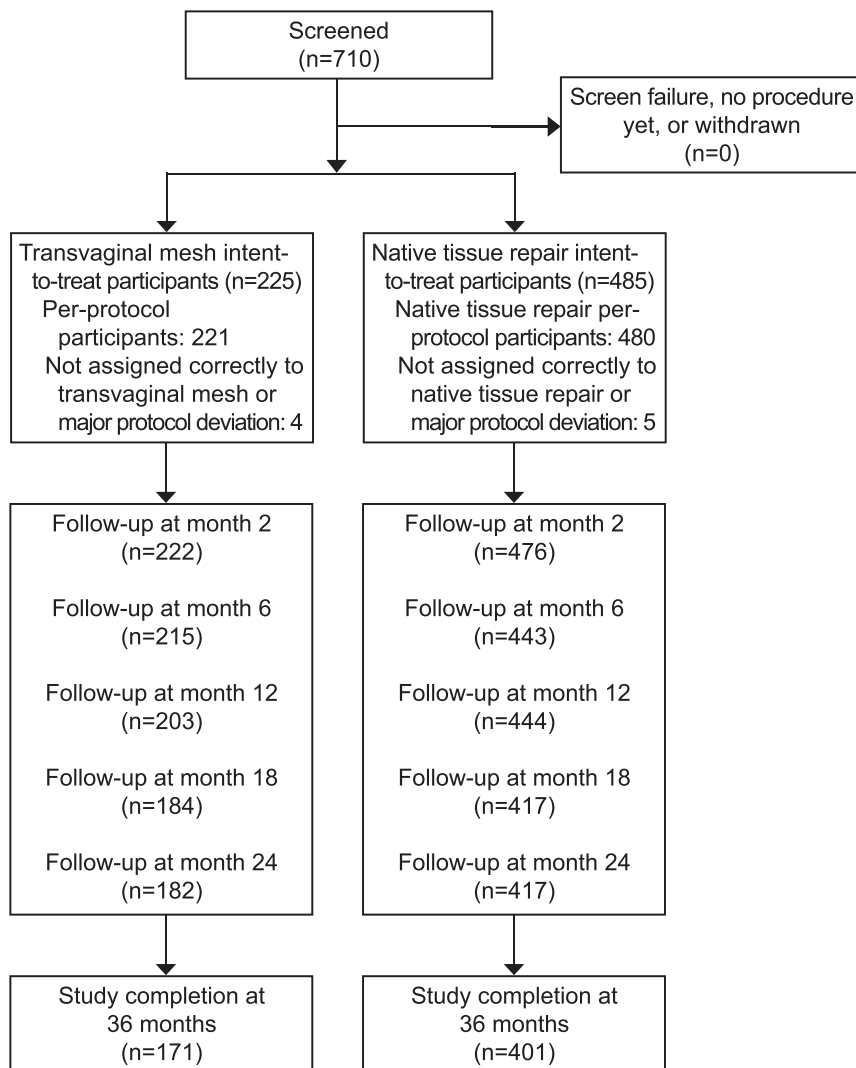 Screened
(n=710)
Screen failure, no procedure
yet, or withdrawn
(n=0)
Transvaginal mesh intent-
to-treat participants (n=225)
Per-protocol
participants: 221
Not assigned correctly to
transvaginal mesh or
major protocol deviation: 4
Native tissue repair intent-
to-treat participants (n=485)
Native tissue repair per-
protocol participants: 480
Not assigned correctly to
native tissue repair or
major protocol deviation: 5
Follow-up at month 2
(n=222)
Follow-up at month 6
(n=215)
Follow-up at month 12
(n=203)
Follow-up at month 18
(n=184)
Follow-up at month 24
(n=182)
Follow-up at month 2
(n=476)
Follow-up at month 6
(n=443)
Follow-up at month 12
(n=444)
Follow-up at month 18
(n=417)
Follow-up at month 24
(n=417)
Study completion at
36 months
(n=171)
Study completion at
36 months
(n=401)